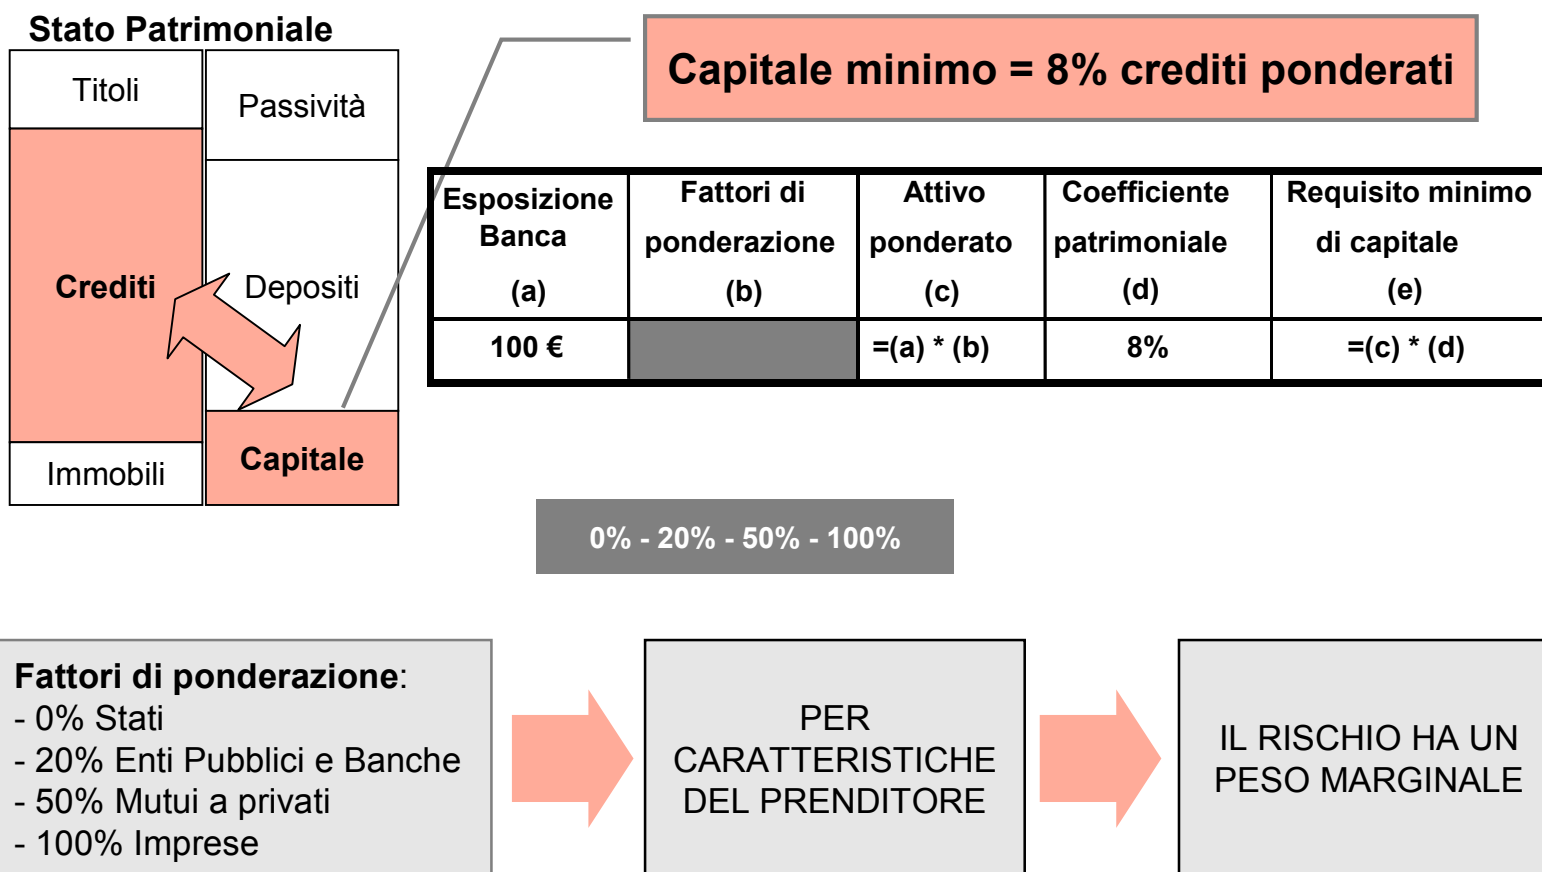 Stato Patrimoniale
Titoli
Crediti
Immobili
Passività
Depositi
Capitale
Capitale minimo = 8% crediti ponderati
Esposizione
Banca
(a)
Fattori di
ponderazione
(b)
Attivo
ponderato
(c)
Coefficiente
patrimoniale
(d)
Requisito minimo
di capitale
(e)
100 €
=(a) * (b)
8%
=(c) * (d)
0% - 20% - 50% - 100%
Fattori di ponderazione:
- 0% Stati
- 20% Enti Pubblici e Banche
- 50% Mutui a privati
- 100% Imprese
PER
CARATTERISTICHE
DEL PRENDITORE
IL RISCHIO HA UN
PESO MARGINALE